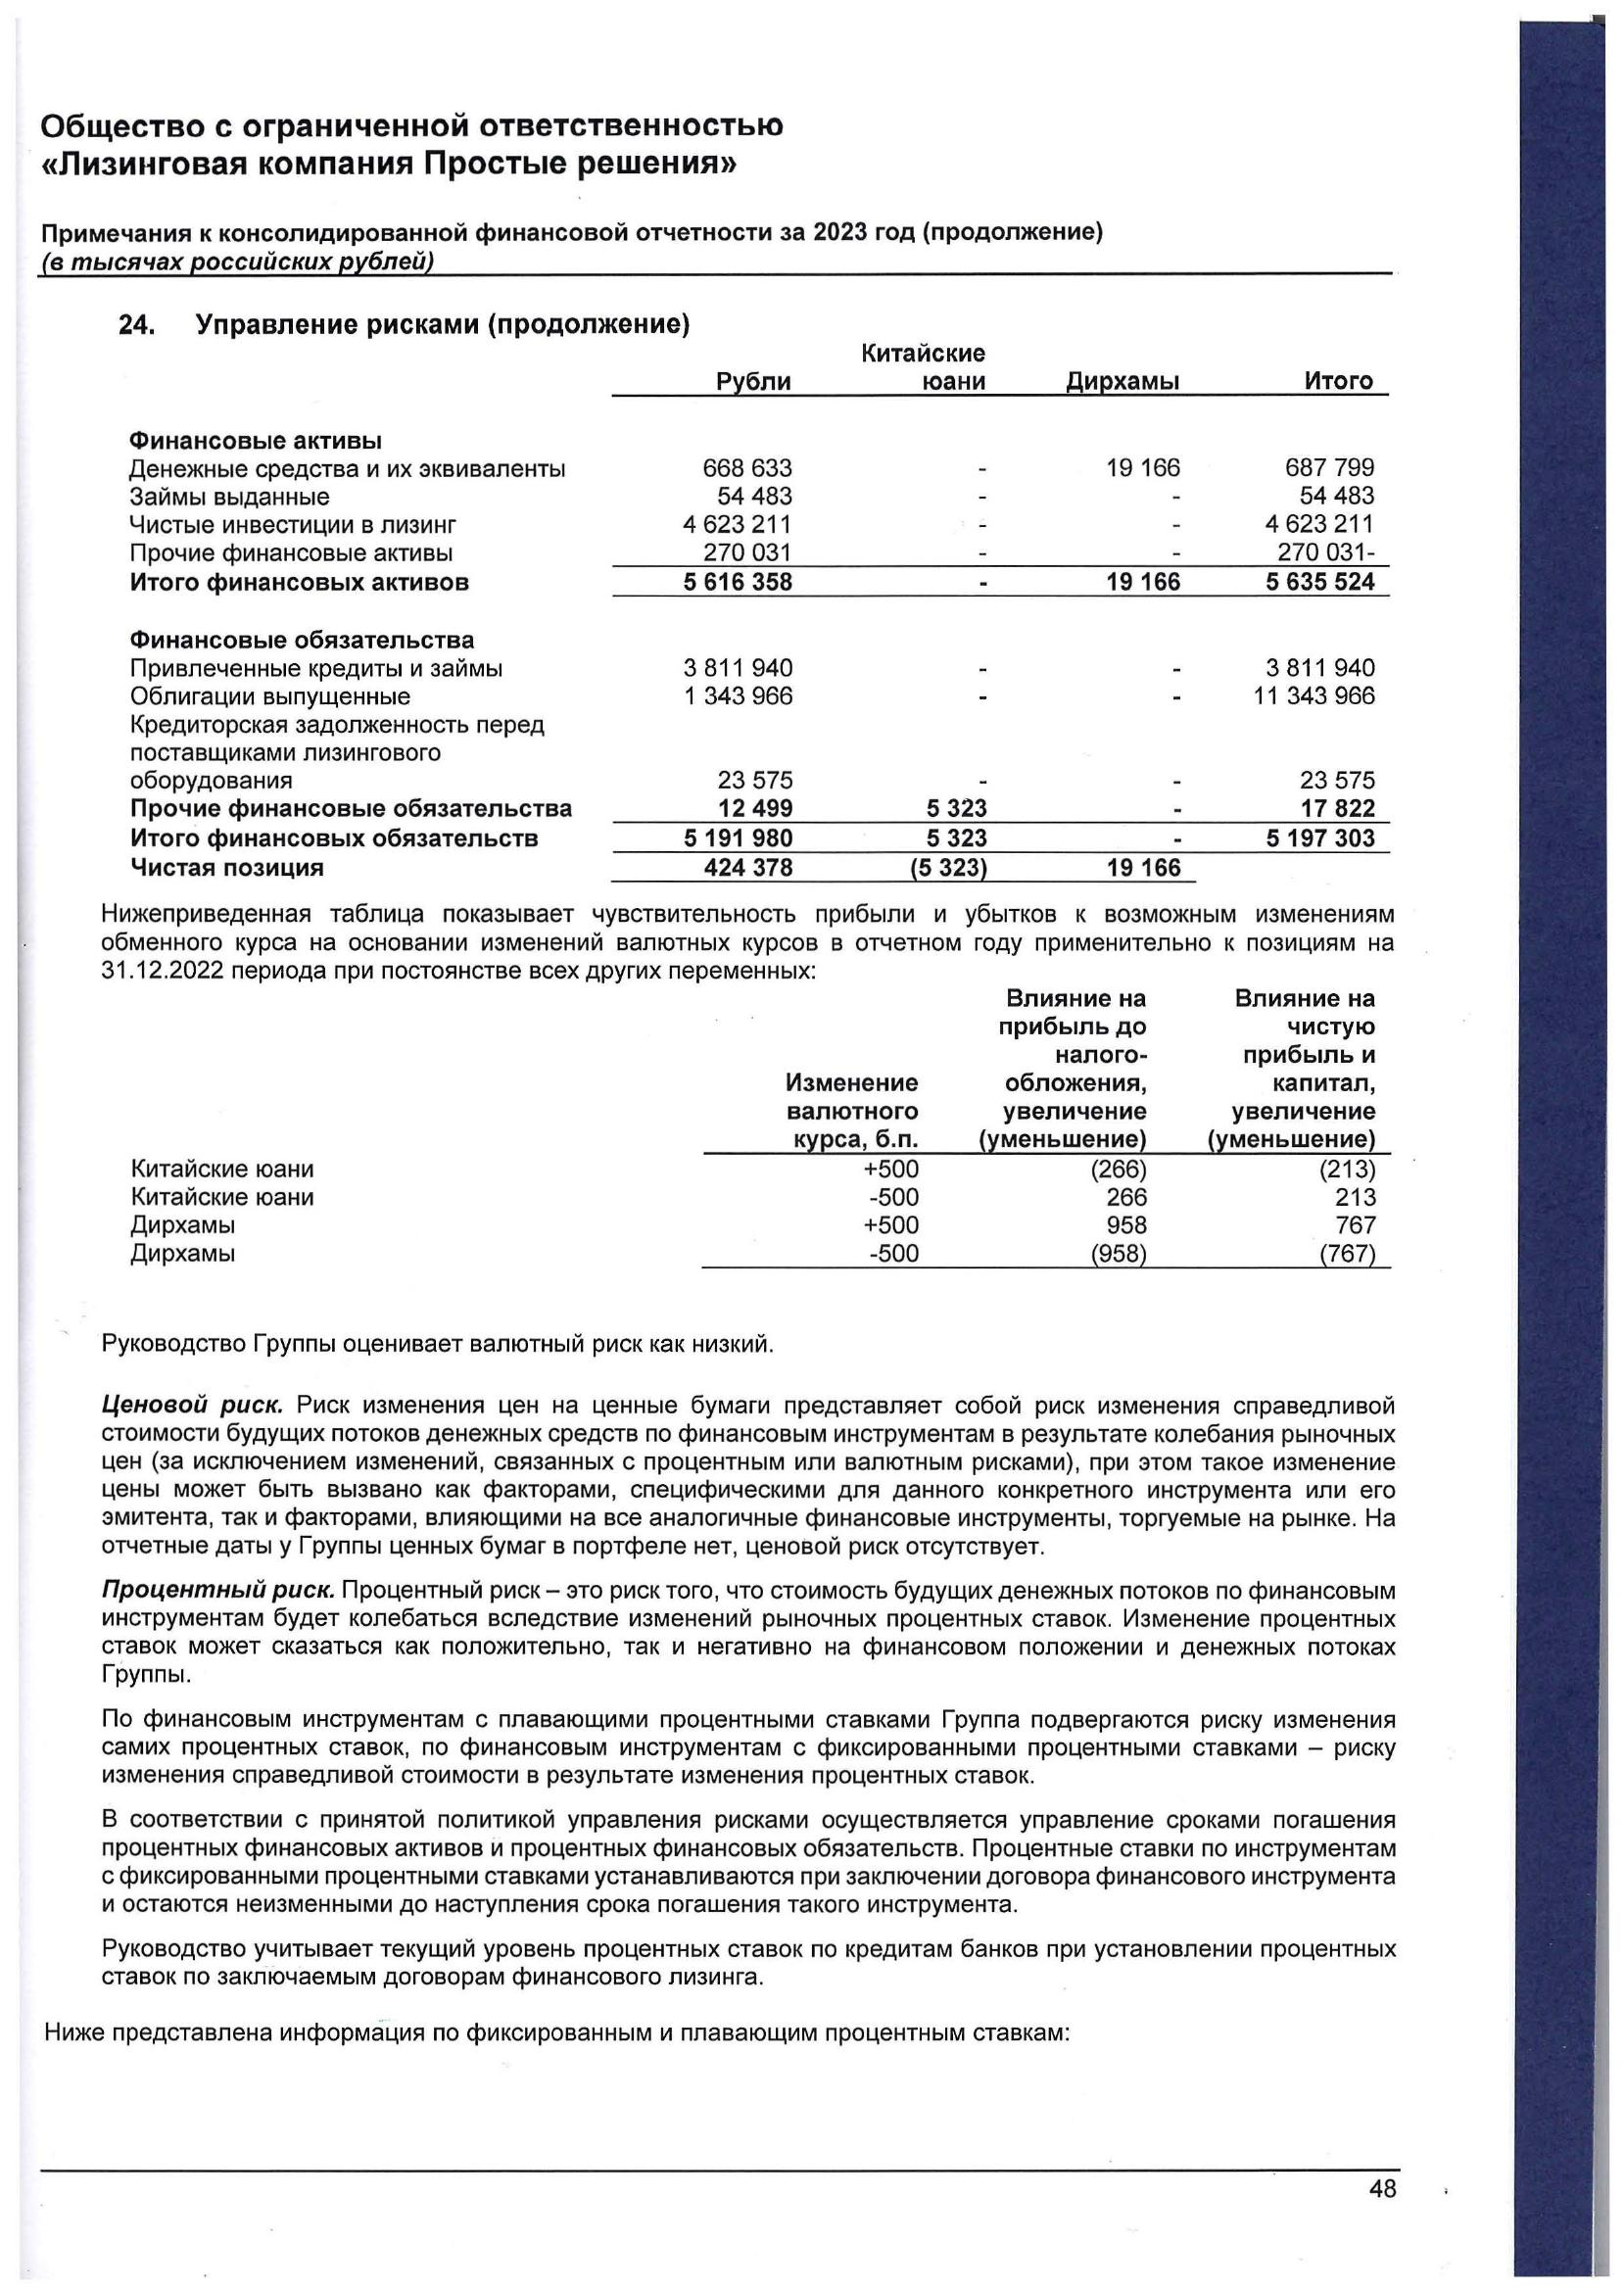 Общество с ограниченной ответственностью
«Лизинговая компания Простые решения»
Примечания к консолидированной финансовой отчетности за 2023 год (продолжение)
(в тысячах российских рублей)
24. Управление рисками (продолжение)
Китайские
Рубли юани Дирхамы Итого
Финансовые активы
Денежные средства и их эквиваленты 668 633 - 19 166 687 799
Займы выданные 54 483 - - 54 483
Чистые инвестиции в лизинг 4 623 211 - - 4 623 211
Прочие финансовые активы 270 031 - - 270 031-
Итого финансовых активов 5 616 358 - 19 166 5 635 524
Финансовые обязательства
Привлеченные кредиты и займы 3 811 940 - - 3 811 940
Облигации выпущенные 1 343 966 - - 11 343 966
Кредиторская задолженность перед
поставщиками лизингового
оборудования 23 575 - - 23 575
Прочие финансовые обязательства 12 499 5 323 - 17 822
Итого финансовых обязательств 5 191 980 5 323 - 5 197 303
Чистая позиция 424 378 (5 323) 19 166
Нижеприведенная таблица показывает чувствительность прибыли и убытков к возможным изменениям
обменного курса на основании изменений валютных курсов в отчетном году применительно к позициям на
31.12.2022 периода при постоянстве всех других переменных:
Влияние на Влияние на
прибыль до чистую
налого- прибыль и
Изменение обложения, капитал,
валютного увеличение увеличение
курса, б.п. (уменьшение) (уменьшение)
Китайские юани +500 (266) (213)
Китайские юани -500 266 213
Дирхамы +500 958 767
Дирхамы -500 (958) (767)
Руководство Группы оценивает валютный риск как низкий.
Ценовой риск. Риск изменения цен на ценные бумаги представляет собой риск изменения справедливой
стоимости будущих потоков денежных средств по финансовым инструментам в результате колебания рыночных
цен (за исключением изменений, связанных с процентным или валютным рисками), при этом такое изменение
цены может быть вызвано как факторами, специфическими для данного конкретного инструмента или его
эмитента, так и факторами, влияющими на все аналогичные финансовые инструменты, торгуемые на рынке. На
отчетные даты у Группы ценных бумаг в портфеле нет, ценовой риск отсутствует.
Процентный риск. Процентный риск – это риск того, что стоимость будущих денежных потоков по финансовым
инструментам будет колебаться вследствие изменений рыночных процентных ставок. Изменение процентных
ставок может сказаться как положительно, так и негативно на финансовом положении и денежных потоках
Группы.
По финансовым инструментам с плавающими процентными ставками Группа подвергаются риску изменения
самих процентных ставок, по финансовым инструментам с фиксированными процентными ставками – риску
изменения справедливой стоимости в результате изменения процентных ставок.
В соответствии с принятой политикой управления рисками осуществляется управление сроками погашения
процентных финансовых активов и процентных финансовых обязательств. Процентные ставки по инструментам
с фиксированными процентными ставками устанавливаются при заключении договора финансового инструмента
и остаются неизменными до наступления срока погашения такого инструмента.
Руководство учитывает текущий уровень процентных ставок по кредитам банков при установлении процентных
ставок по заключаемым договорам финансового лизинга.
Ниже представлена информация по фиксированным и плавающим процентным ставкам:
48